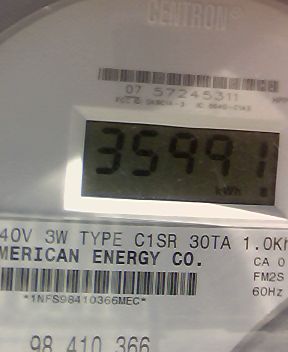 CENTRON®
07 57245311
35991
kWh
40V 3W TYPE C1SR 30TA 1.0Kh
MERICAN ENERGY CO.
CA 0
FM2S
60Hz
*1NFS98410366MEC*
98 410 366